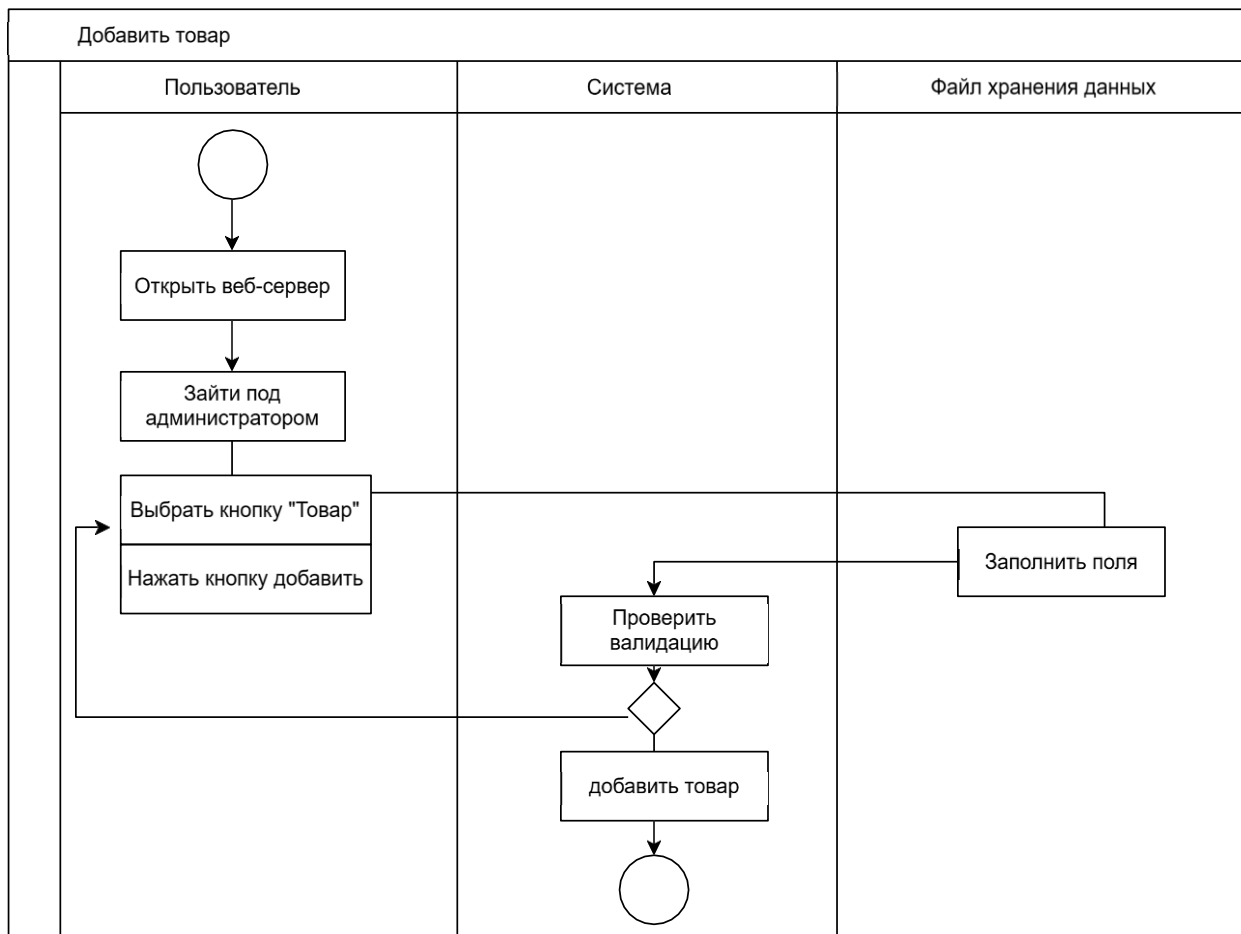 Добавить товар
Пользователь
Система
Файл хранения данных
Открыть веб-сервер
Зайти под
администратором
Выбрать кнопку "Товар"
Нажать кнопку добавить
Заполнить поля
Проверить
валидацию
добавить товар